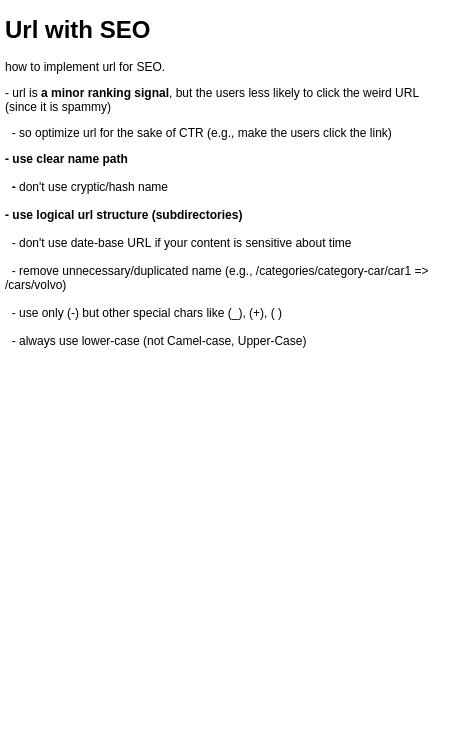 Url with SEO
how to implement url for SEO.
- url is a minor ranking signal, but the users less likely to click the weird URL
(since it is spammy)
- so optimize url for the sake of CTR (e.g., make the users click the link)
- use clear name path
- don't use cryptic/hash name
- use logical url structure (subdirectories)
- don't use date-base URL if your content is sensitive about time
- remove unnecessary/duplicated name (e.g., /categories/category-car/car1 =>
/cars/volvo)
- use only (-) but other special chars like (_), (+), ( )
- always use lower-case (not Camel-case, Upper-Case)